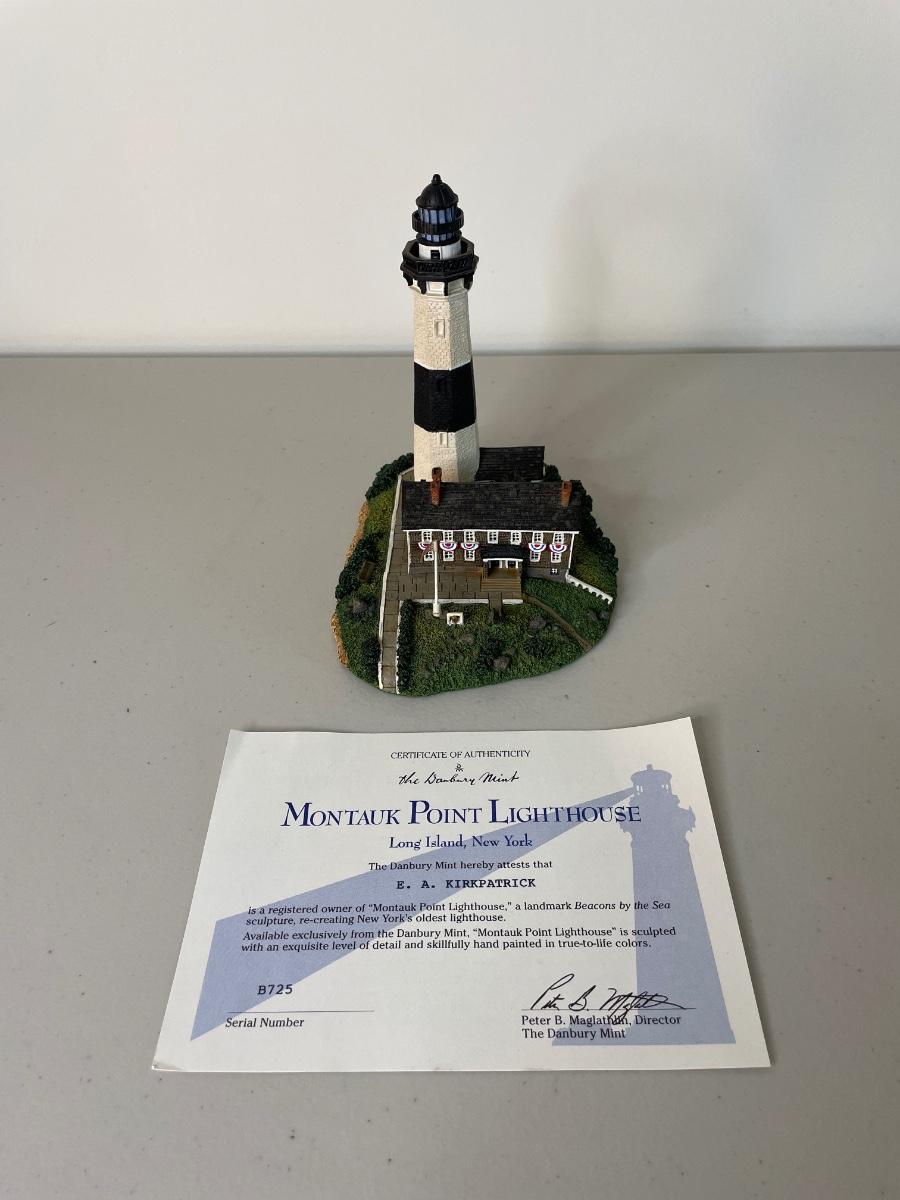 CERTIFICATE OF AUTHENTICITY
The Danbury Mint
MONTAUK POINT LIGHTHOUSE
Long Island, New York
The Danbury Mint hereby attests that
E. A. KIRKPATRICK
is a registered owner of “Montauk Point Lighthouse,” a landmark Beacons by the Sea
sculpture, re-creating New York's oldest lighthouse.
Available exclusively from the Danbury Mint, “Montauk Point Lighthouse” is sculpted
with an exquisite level of detail and skillfully hand painted in true-to-life colors.
B725
Serial Number
Peter B. Maglathlin
Peter B. Maglathlin, Director
The Danbury Mint